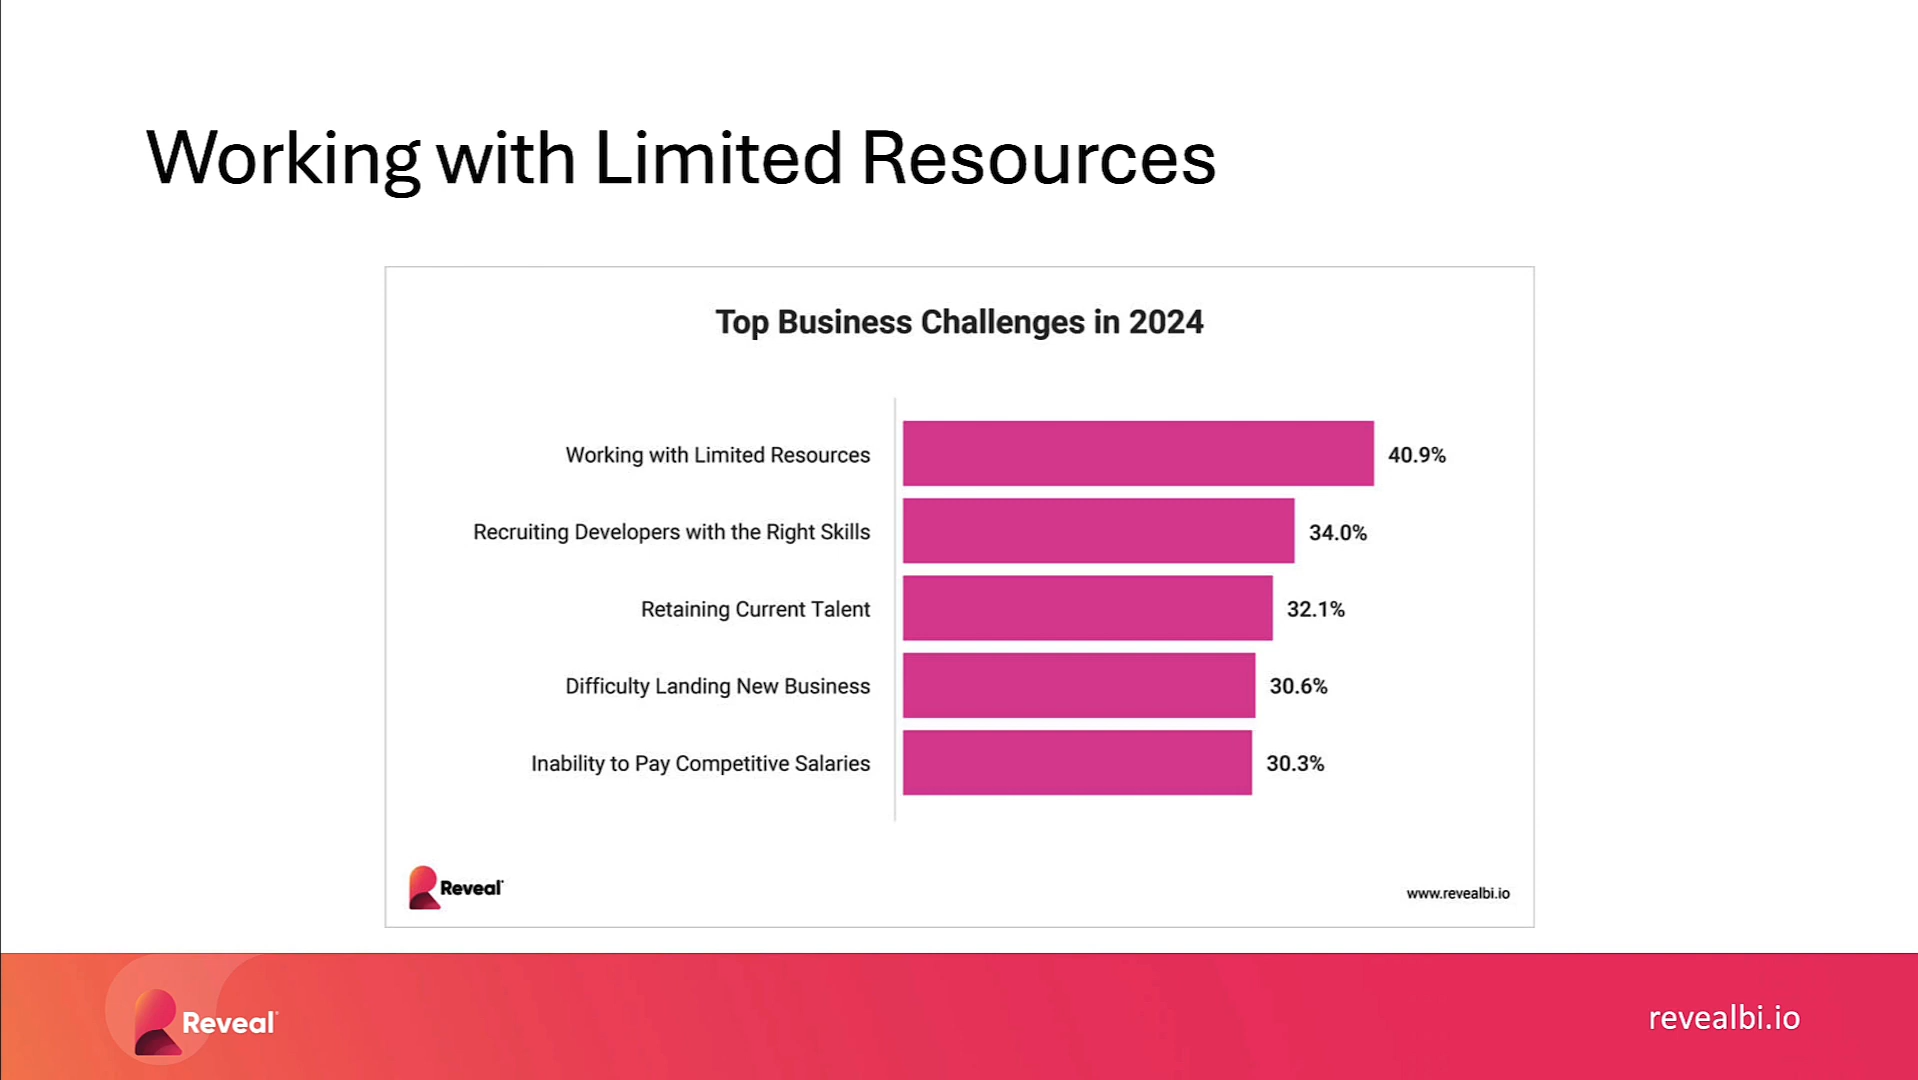 Working with Limited Resources
Top Business Challenges in 2024
Working with Limited Resources 40.9%
Recruiting Developers with the Right Skills 34.0%
Retaining Current Talent 32.1%
Difficulty Landing New Business 30.6%
Inability to Pay Competitive Salaries 30.3%
Reveal
www.revealbi.io
Reveal
revealbi.io